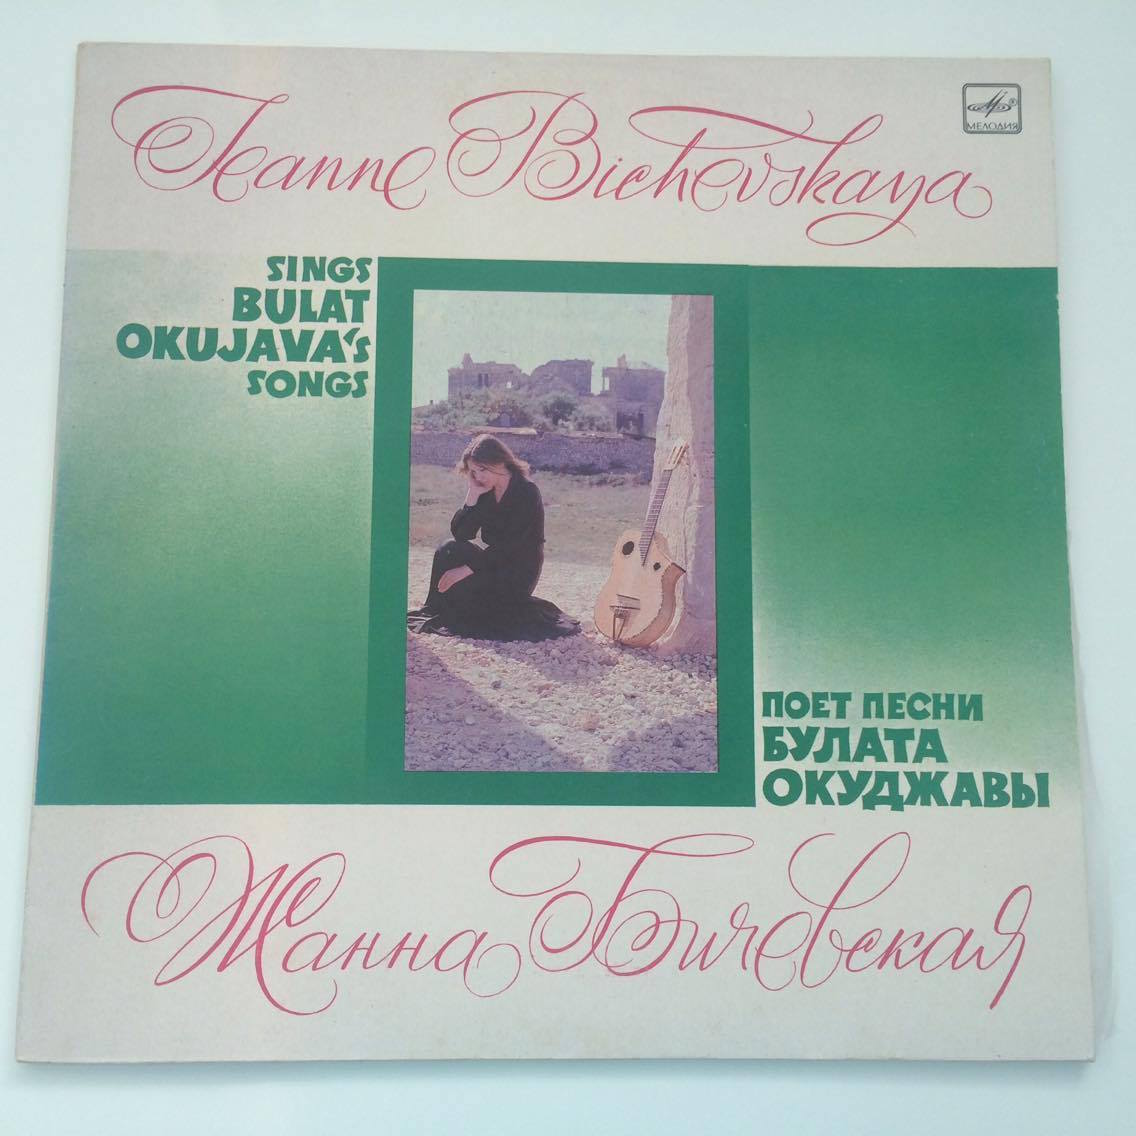 Jeanne Bichevskaya
МЕЛОДИЯ
SINGS
BULAT
OKUJAVA'S
SONGS
ПОЕТ ПЕСНИ
БУЛАТА
ОКУДЖАВЫ
Жанна Бичевская